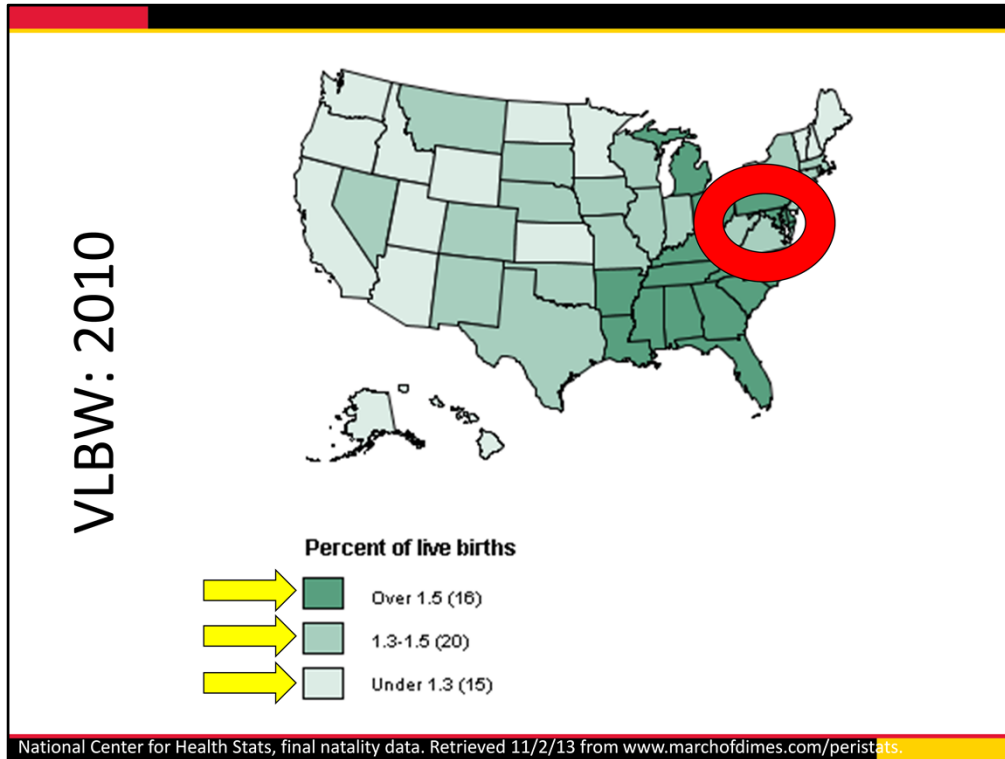 VLBW: 2010
Percent of live births
Over 1.5 (16)
1.3-1.5 (20)
Under 1.3 (15)
National Center for Health Stats, final natality data. Retrieved 11/2/13 from www.marchofdimes.com/peristats.